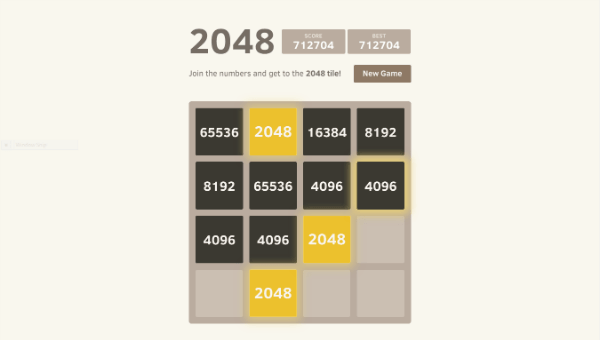 2048
SCORE
712704
BEST
712704
Join the numbers and get to the 2048 tile!
New Game
65536 2048 16384 8192
8192 65536 4096 4096
4096 4096 2048
2048